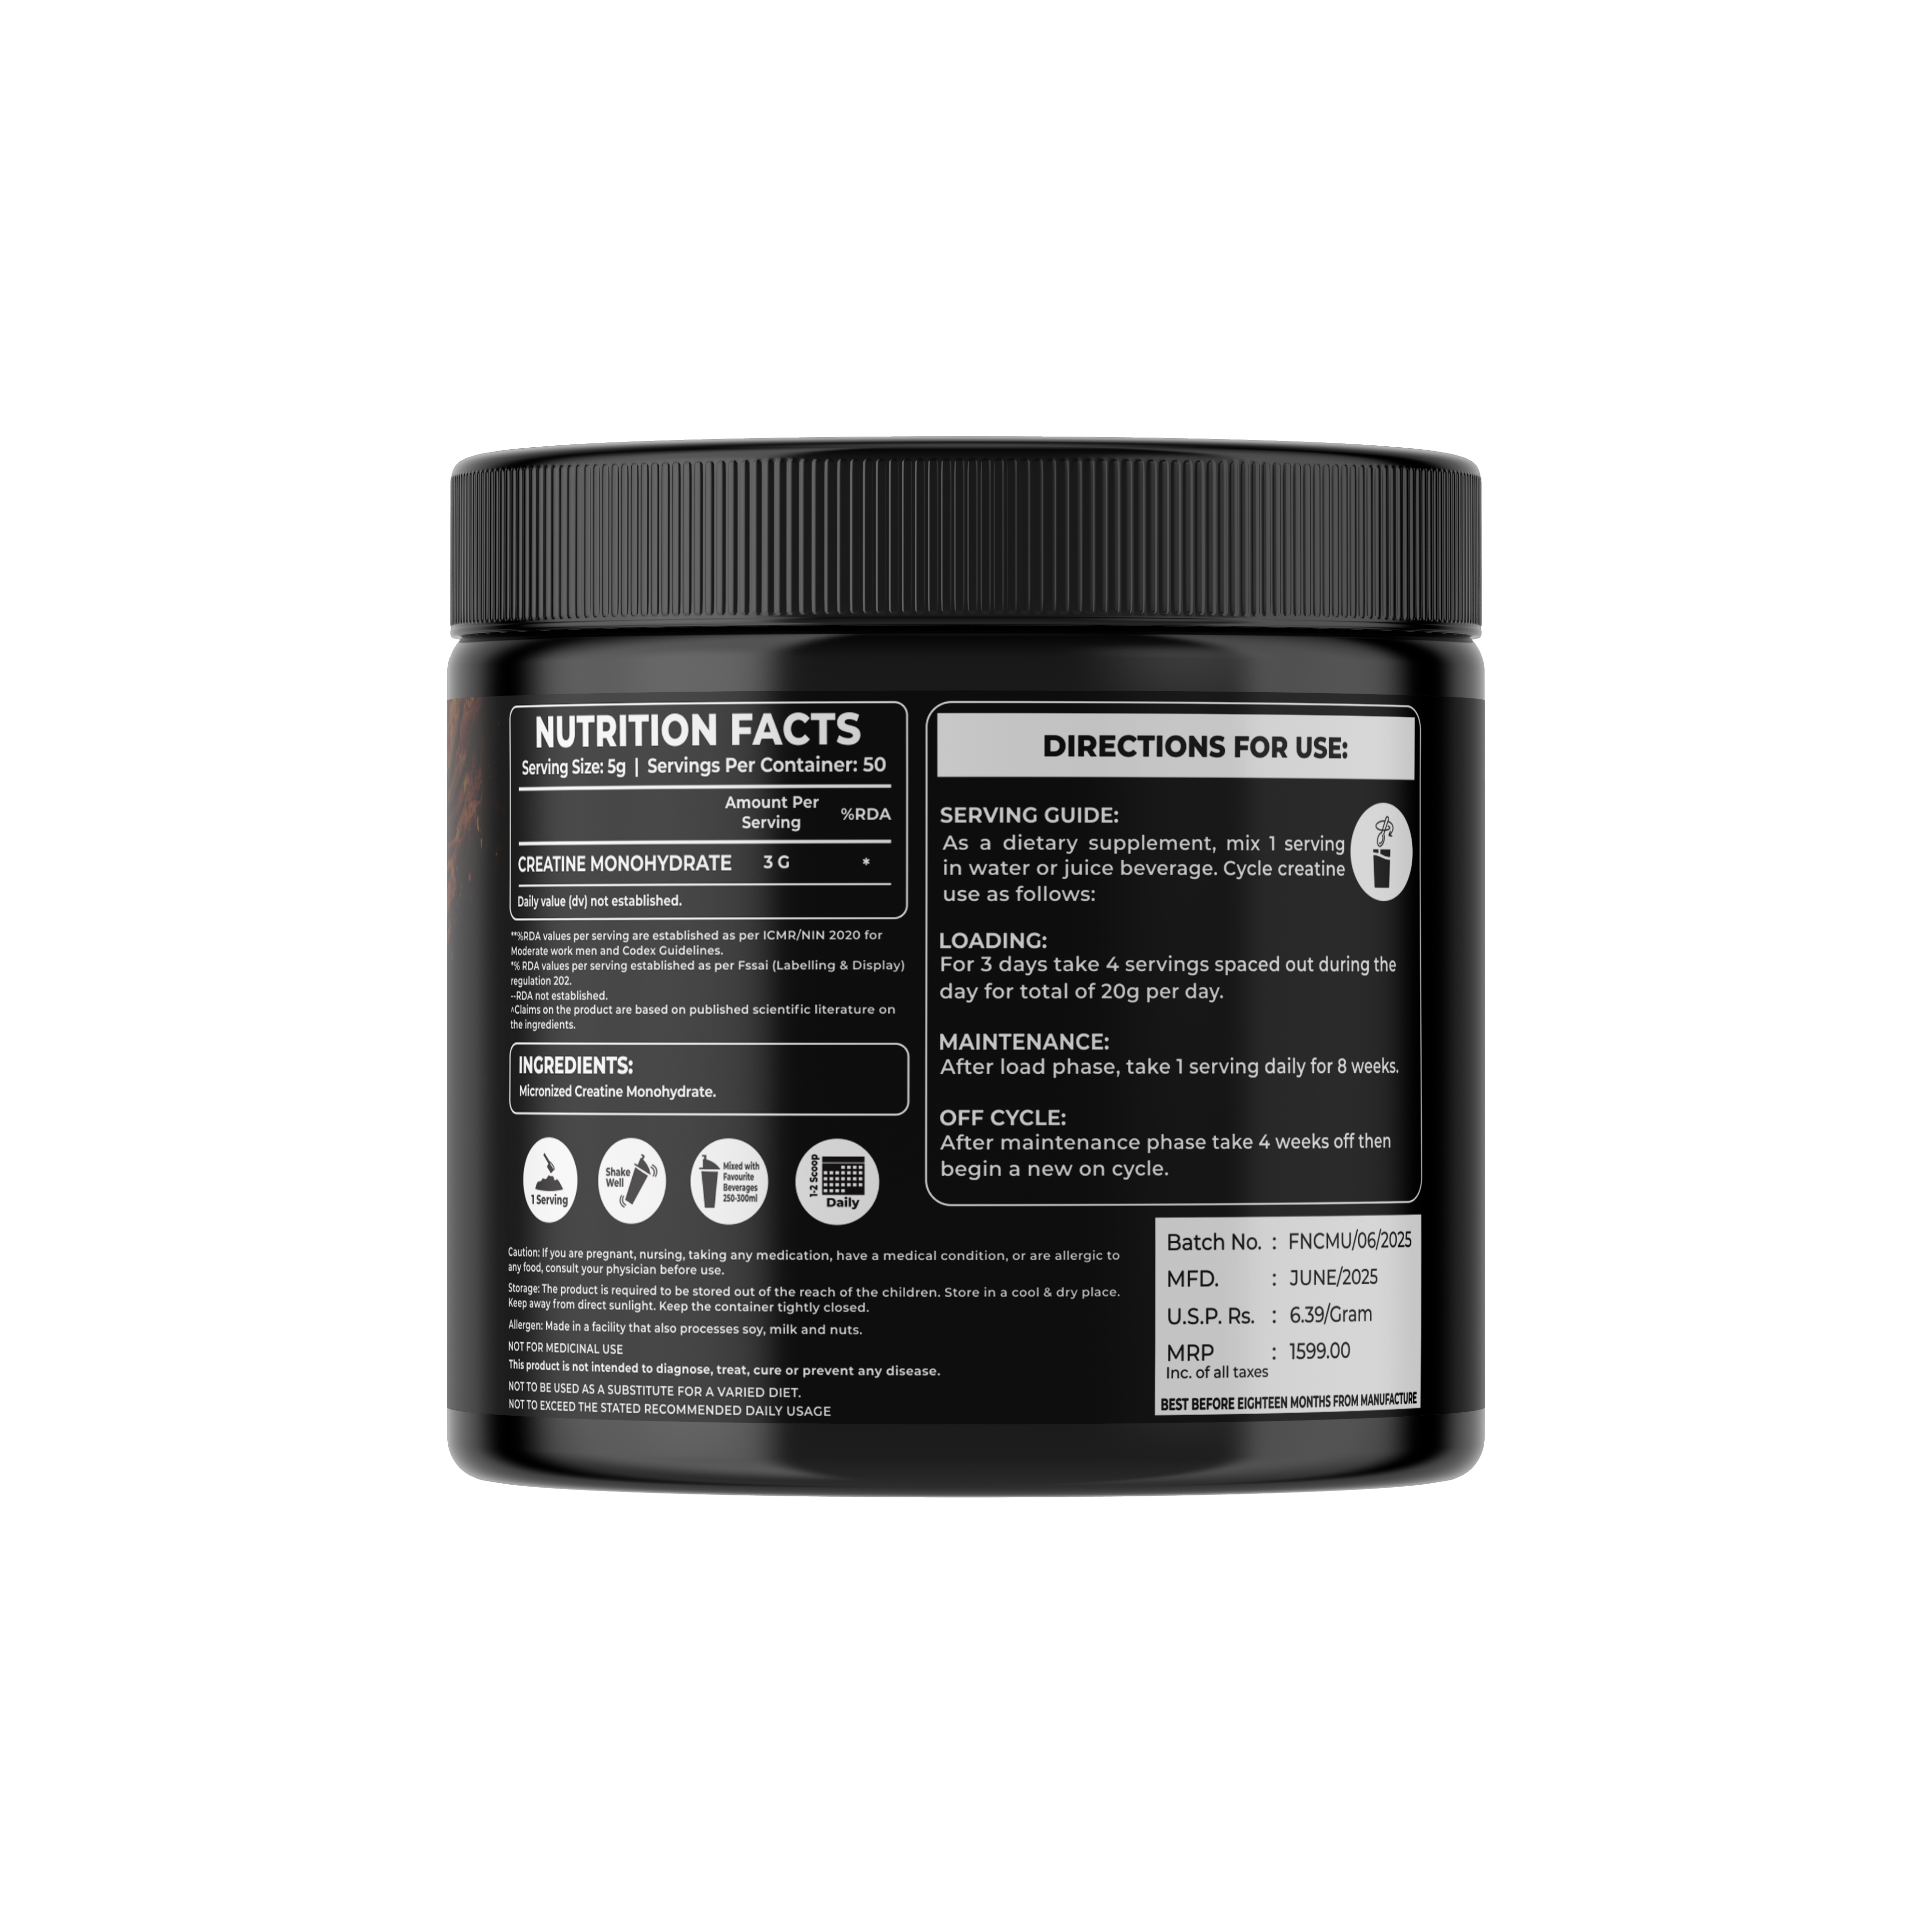 NUTRITION FACTS
Serving Size: 5g | Servings Per Container: 50
Amount Per
Serving
%RDA
CREATINE MONOHYDRATE 3 G *
Daily value (dv) not established.
**%RDA values per serving are established as per ICMR/NIN 2020 for
Moderate work men and Codex Guidelines.
*% RDA values per serving established as per Fssai (Labelling & Display)
regulation 202.
--RDA not established.
^Claims on the product are based on published scientific literature on
the ingredients.
INGREDIENTS:
Micronized Creatine Monohydrate.
1 Serving
Shake
Well
Mixed with
Favourite
Beverages
250-300ml
1-2 Scoop
Daily
Caution: If you are pregnant, nursing, taking any medication, have a medical condition, or are allergic to
any food, consult your physician before use.
Storage: The product is required to be stored out of the reach of the children. Store in a cool & dry place.
Keep away from direct sunlight. Keep the container tightly closed.
Allergen: Made in a facility that also processes soy, milk and nuts.
NOT FOR MEDICINAL USE
This product is not intended to diagnose, treat, cure or prevent any disease.
NOT TO BE USED AS A SUBSTITUTE FOR A VARIED DIET.
NOT TO EXCEED THE STATED RECOMMENDED DAILY USAGE
DIRECTIONS FOR USE:
SERVING GUIDE:
As a dietary supplement, mix 1 serving
in water or juice beverage. Cycle creatine
use as follows:
LOADING:
For 3 days take 4 servings spaced out during the
day for total of 20g per day.
MAINTENANCE:
After load phase, take 1 serving daily for 8 weeks.
OFF CYCLE:
After maintenance phase take 4 weeks off then
begin a new on cycle.
Batch No. : FNCMU/06/2025
MFD. : JUNE/2025
U.S.P. Rs. : 6.39/Gram
MRP : 1599.00
Inc. of all taxes
BEST BEFORE EIGHTEEN MONTHS FROM MANUFACTURE